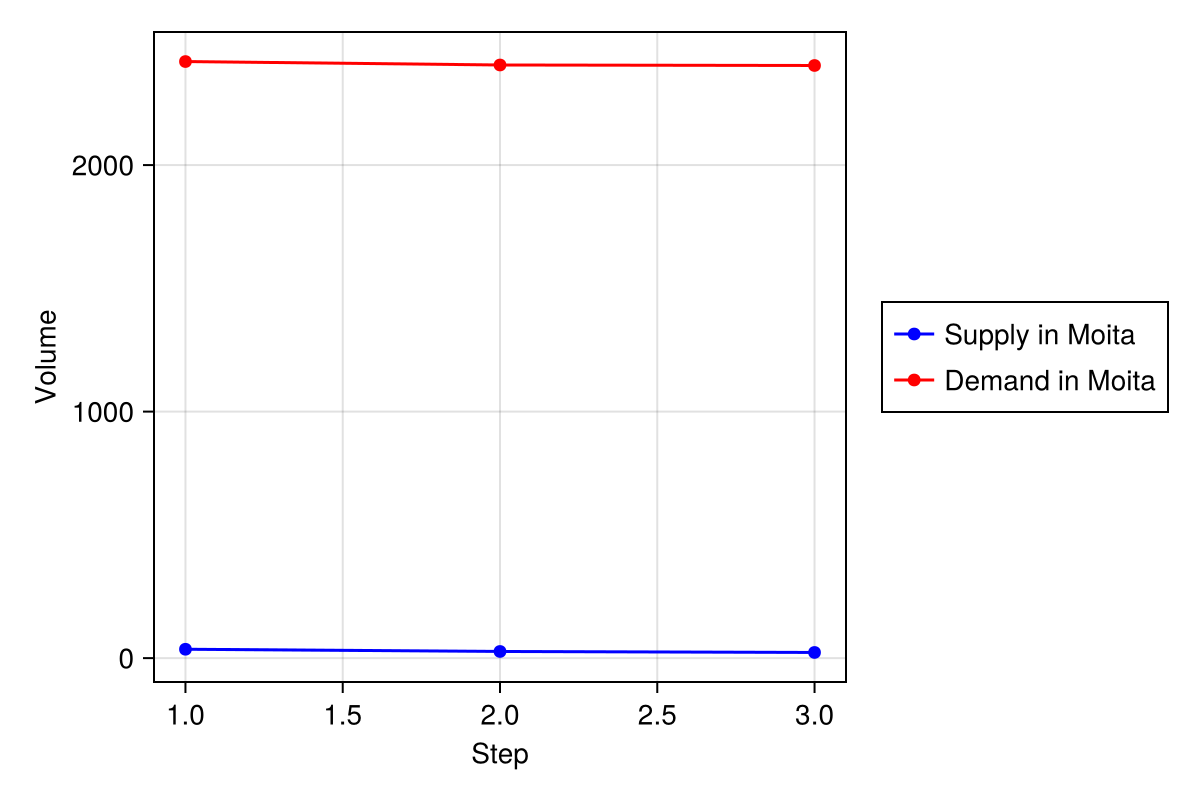 Volume
2000
1000
0
1.0 1.5 2.0 2.5 3.0
Step
Supply in Moita
Demand in Moita